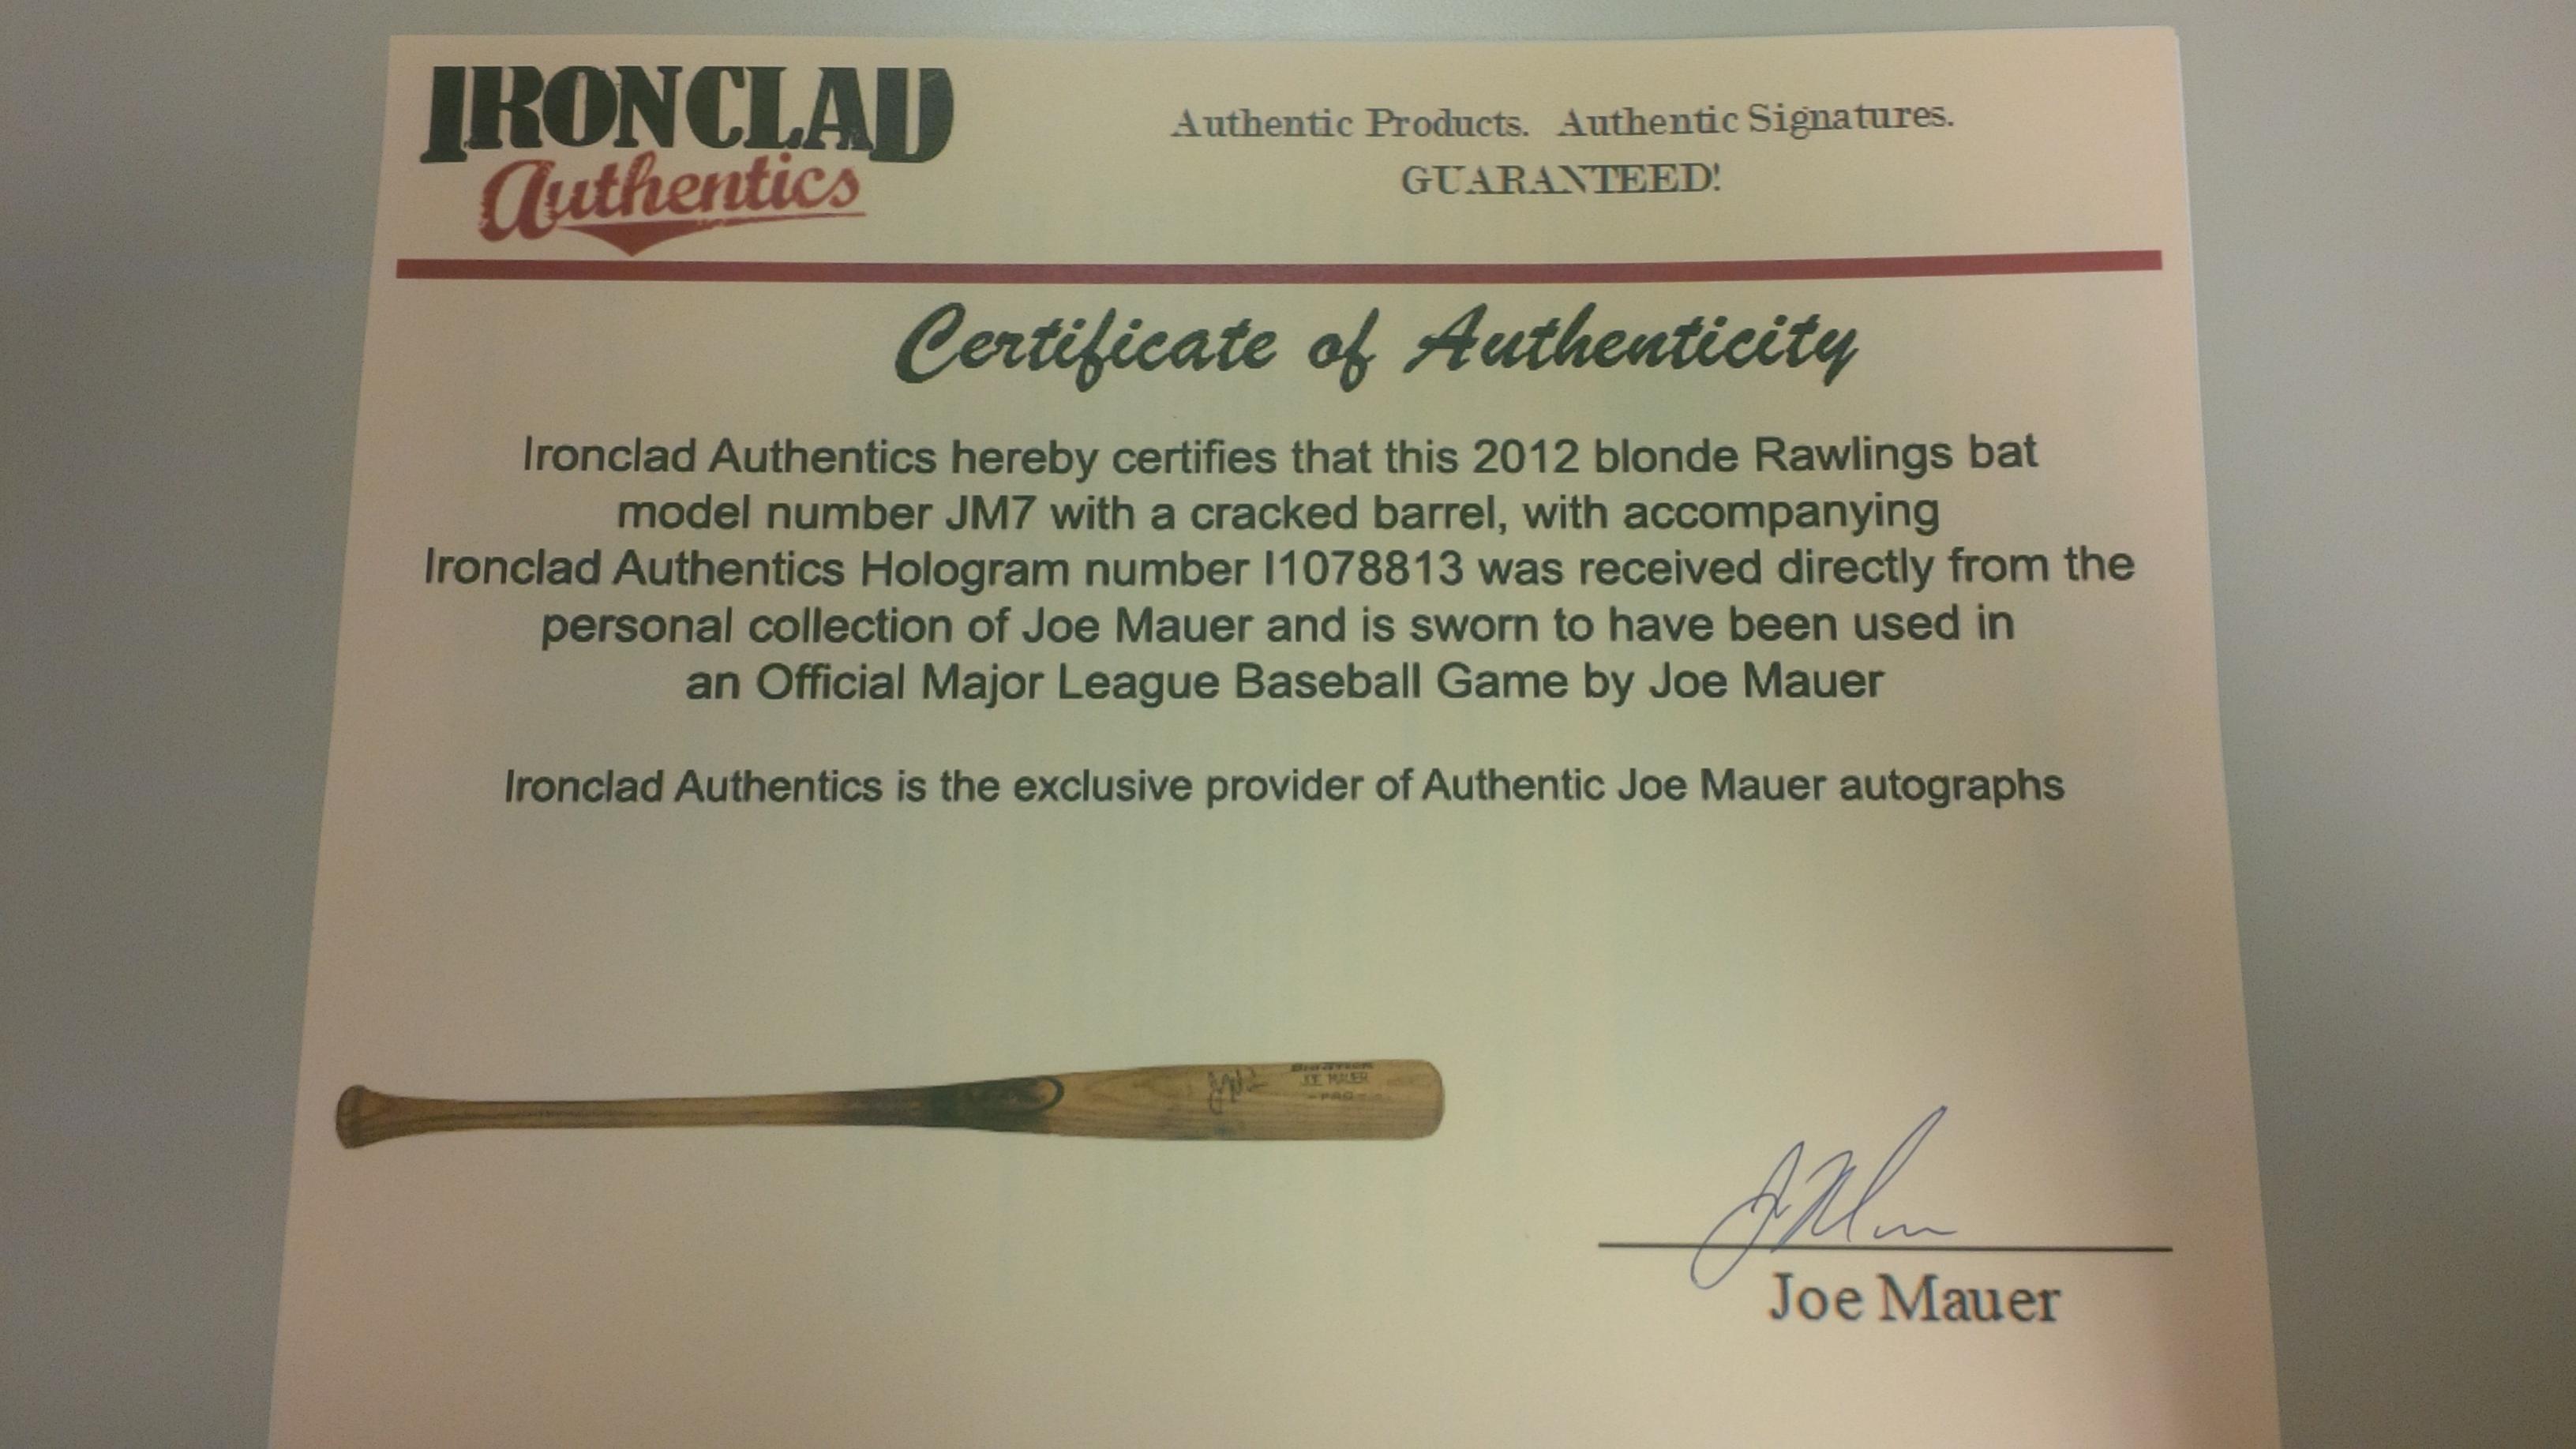 IRONCLAD
Authentics
Authentic Products. Authentic Signatures.
GUARANTEED!
Certificate of Authenticity
Ironclad Authentics hereby certifies that this 2012 blonde Rawlings bat
model number JM7 with a cracked barrel, with accompanying
Ironclad Authentics Hologram number I1078813 was received directly from the
personal collection of Joe Mauer and is sworn to have been used in
an Official Major League Baseball Game by Joe Mauer
Ironclad Authentics is the exclusive provider of Authentic Joe Mauer autographs
JOE MAUER
-PRO-
Joe Mauer